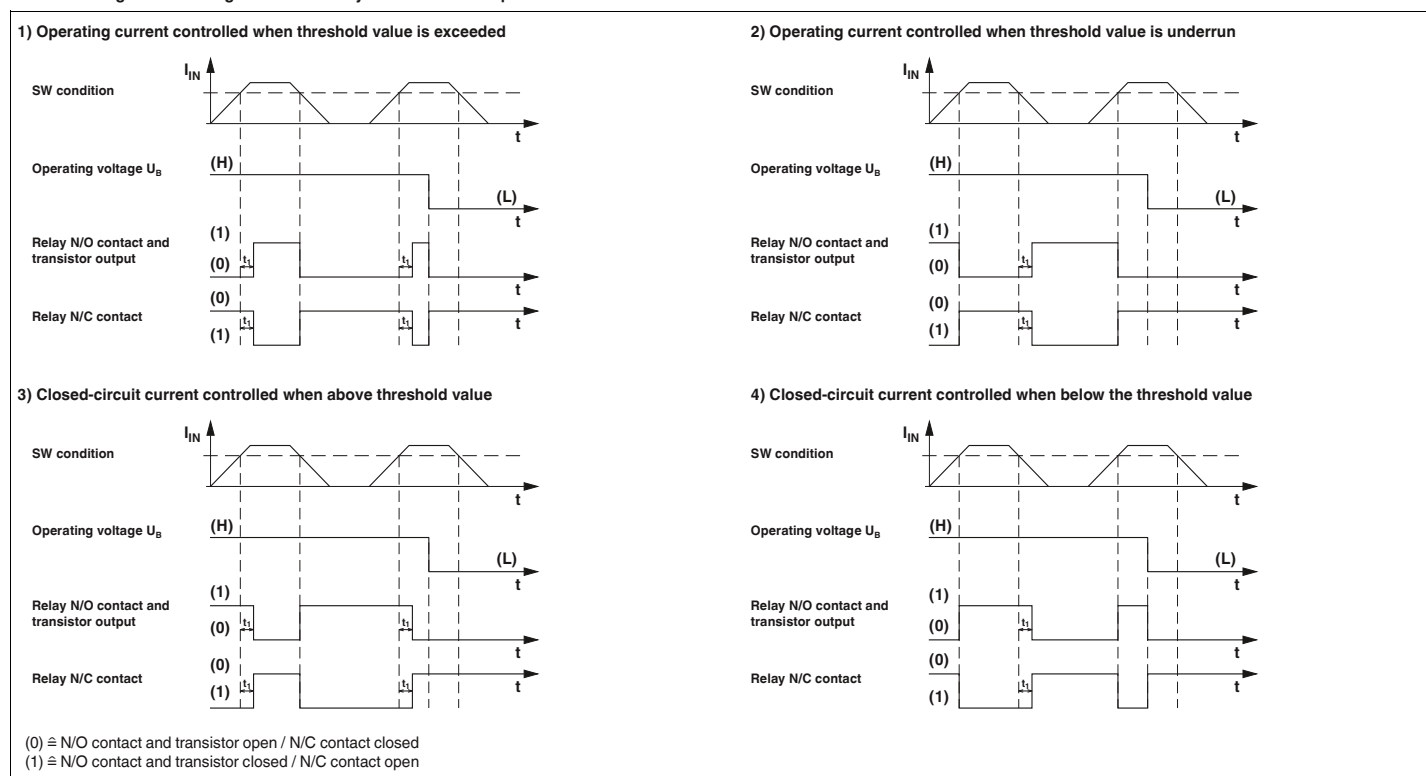 1) Operating current controlled when threshold value is exceeded
I_IN
SW condition
t
Operating voltage U_B
(H)
(L)
t
Relay N/O contact and
transistor output
(1)
(0)
t₁
t₁
t
Relay N/C contact
(0)
(1)
t₁
t₁
t
2) Operating current controlled when threshold value is underrun
I_IN
SW condition
t
Operating voltage U_B
(H)
(L)
t
Relay N/O contact and
transistor output
(1)
(0)
t₁
t
Relay N/C contact
(0)
(1)
t₁
t
3) Closed-circuit current controlled when above threshold value
I_IN
SW condition
t
Operating voltage U_B
(H)
(L)
t
Relay N/O contact and
transistor output
(1)
(0)
t₁
t₁
t
Relay N/C contact
(0)
(1)
t₁
t₁
t
4) Closed-circuit current controlled when below the threshold value
I_IN
SW condition
t
Operating voltage U_B
(H)
(L)
t
Relay N/O contact and
transistor output
(1)
(0)
t₁
t
Relay N/C contact
(0)
(1)
t₁
t
(0) ≙ N/O contact and transistor open / N/C contact closed
(1) ≙ N/O contact and transistor closed / N/C contact open